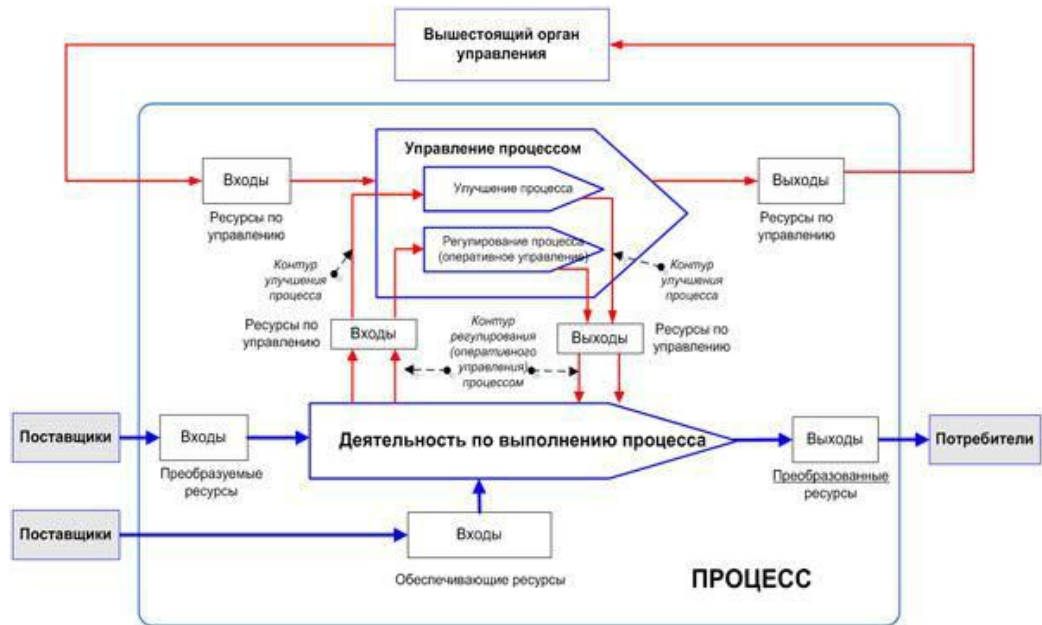 Вышестоящий орган
управления
Управление процессом
Входы
Ресурсы по
управлению
Улучшение процесса
Выходы
Ресурсы по
управлению
Регулирование процесса
(оперативное управление)
Контур
улучшения
процесса
Контур
улучшения
процесса
Ресурсы по
управлению
Входы
Контур
регулирования
(оперативного
управления)
процессом
Выходы
Ресурсы по
управлению
Поставщики
Входы
Преобразуемые
ресурсы
Деятельность по выполнению процесса
Выходы
Преобразованные
ресурсы
Потребители
Поставщики
Входы
Обеспечивающие ресурсы
ПРОЦЕСС